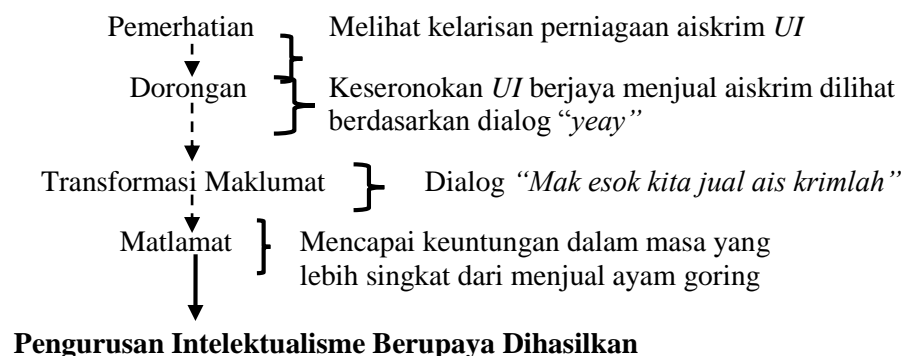 Pemerhatian Melihat kelarisan perniagaan aiskrim UI
Dorongan Keseronokan UI berjaya menjual aiskrim dilihat
berdasarkan dialog “yeay”
Transformasi Maklumat Dialog “Mak esok kita jual ais krimlah”
Matlamat Mencapai keuntungan dalam masa yang
lebih singkat dari menjual ayam goring
Pengurusan Intelektualisme Berupaya Dihasilkan